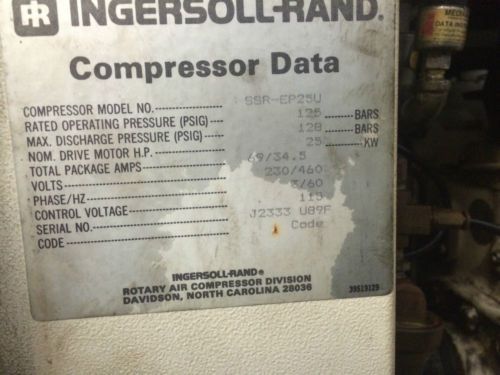 IR INGERSOLL-RAND®
Compressor Data
COMPRESSOR MODEL NO. SSR-EP25U
RATED OPERATING PRESSURE (PSIG) 125 BARS
MAX. DISCHARGE PRESSURE (PSIG) 128 BARS
NOM. DRIVE MOTOR H.P. 25 KW
TOTAL PACKAGE AMPS 69/34.5
VOLTS 230/460
PHASE/HZ 3/60
CONTROL VOLTAGE 115
SERIAL NO. J2333 U89F
CODE Code
INGERSOLL-RAND®
ROTARY AIR COMPRESSOR DIVISION
DAVIDSON, NORTH CAROLINA 28036
39513129